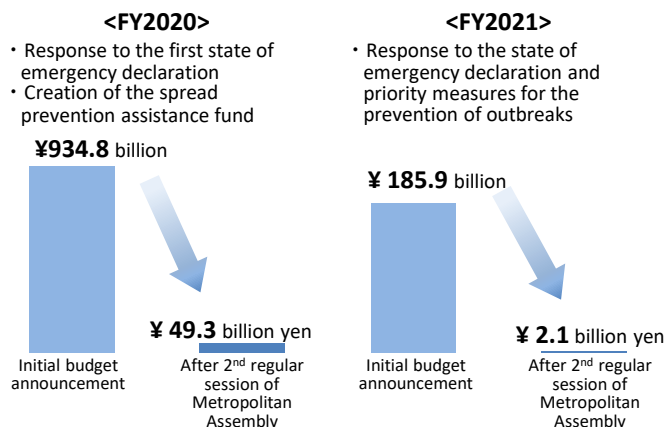 <FY2020>
・Response to the first state of
emergency declaration
・Creation of the spread
prevention assistance fund
¥934.8 billion
¥ 49.3 billion yen
Initial budget
announcement
After 2nd regular
session of
Metropolitan
Assembly
<FY2021>
・Response to the state of
emergency declaration and
priority measures for the
prevention of outbreaks
¥ 185.9 billion
¥ 2.1 billion yen
Initial budget
announcement
After 2nd regular
session of
Metropolitan
Assembly